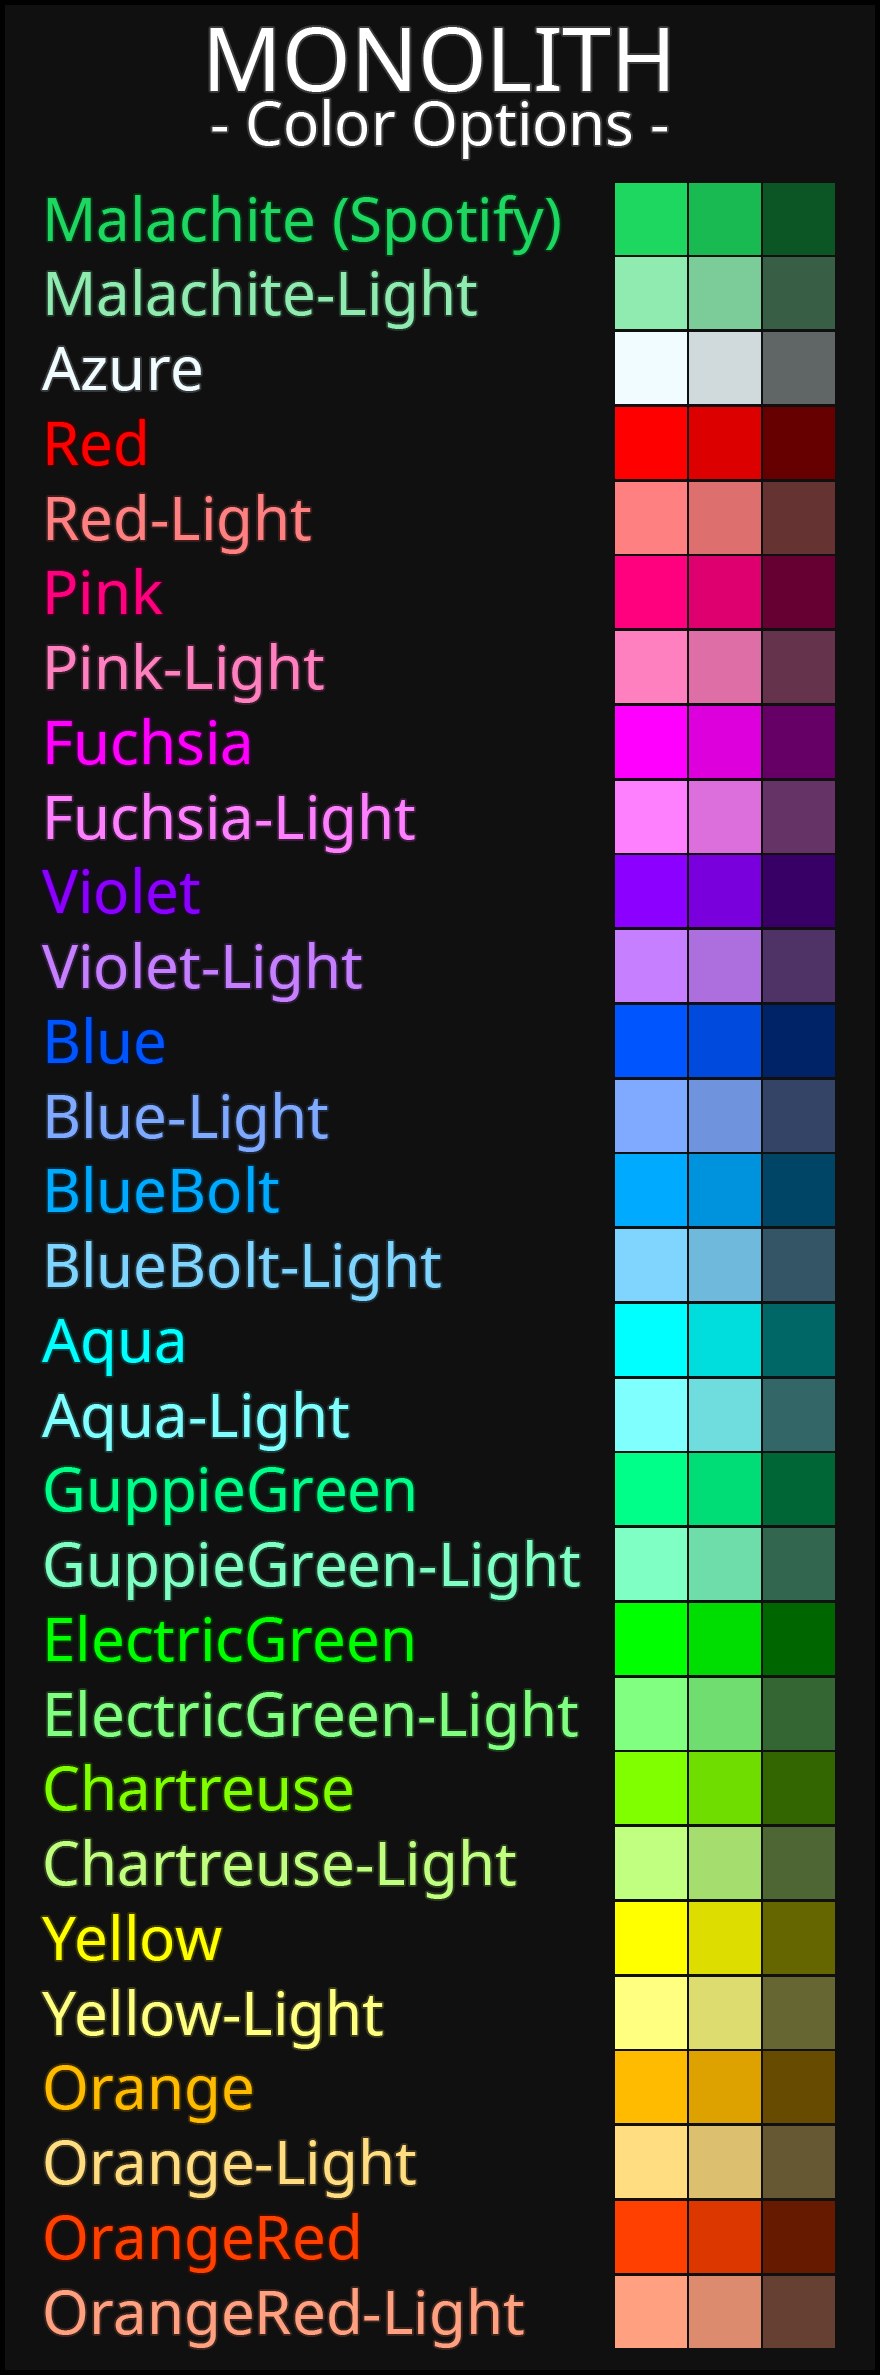 MONOLITH
- Color Options -
Malachite (Spotify)
Malachite-Light
Azure
Red
Red-Light
Pink
Pink-Light
Fuchsia
Fuchsia-Light
Violet
Violet-Light
Blue
Blue-Light
BlueBolt
BlueBolt-Light
Aqua
Aqua-Light
GuppieGreen
GuppieGreen-Light
ElectricGreen
ElectricGreen-Light
Chartreuse
Chartreuse-Light
Yellow
Yellow-Light
Orange
Orange-Light
OrangeRed
OrangeRed-Light